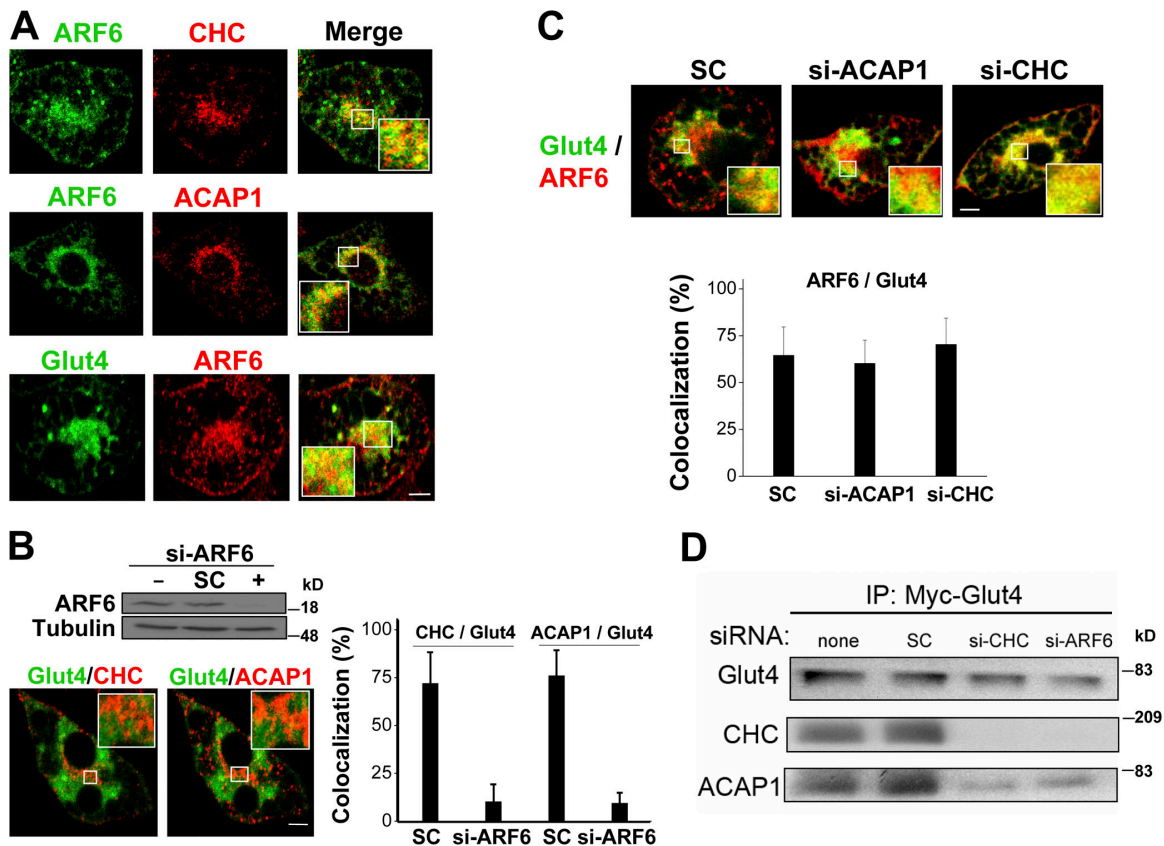 A
ARF6 CHC Merge
ARF6 ACAP1
Glut4 ARF6
B
si-ARF6
– SC + kD
ARF6 –18
Tubulin –48
Glut4/CHC Glut4/ACAP1
Colocalization (%)
100
75
50
25
0
CHC / Glut4 ACAP1 / Glut4
SC si-ARF6 SC si-ARF6
C
SC si-ACAP1 si-CHC
Glut4 /
ARF6
ARF6 / Glut4
Colocalization (%)
100
75
50
25
0
SC si-ACAP1 si-CHC
D
IP: Myc-Glut4
siRNA: none SC si-CHC si-ARF6 kD
Glut4 –83
CHC –209
ACAP1 –83